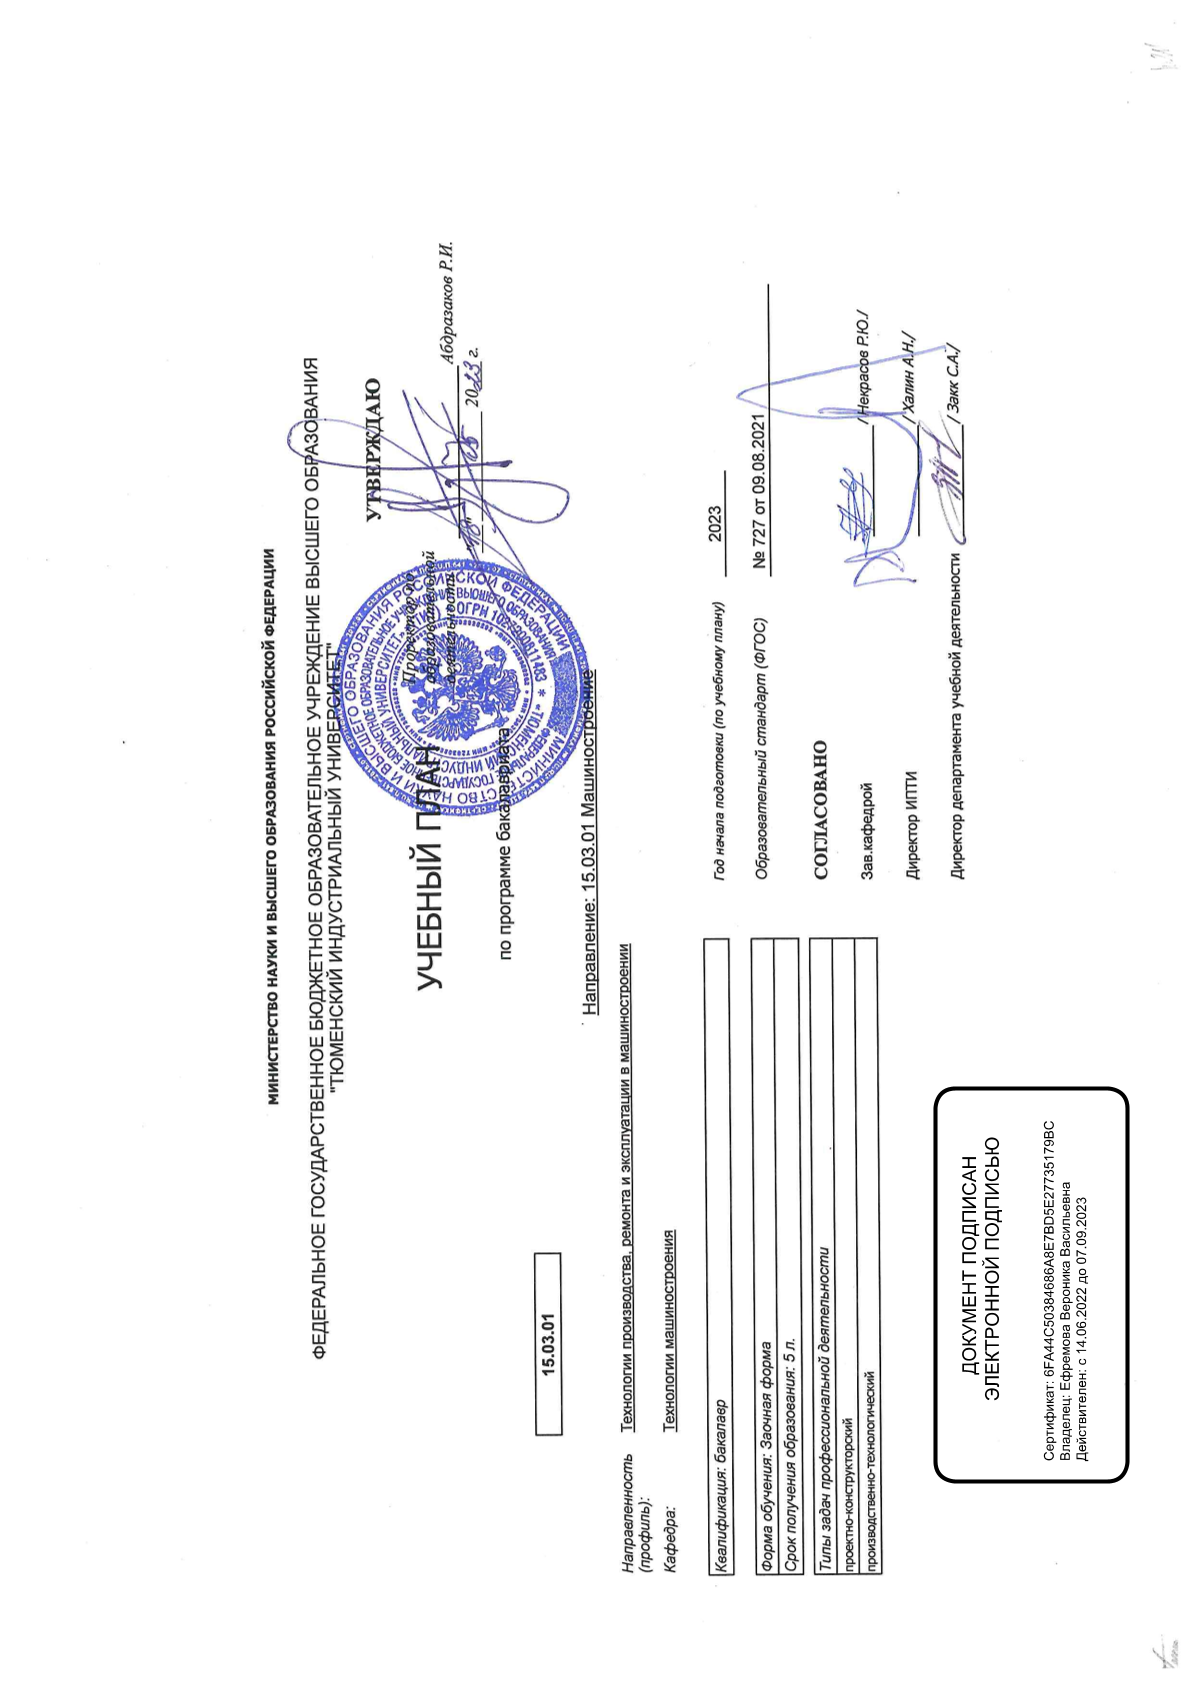 МИНИСТЕРСТВО НАУКИ И ВЫСШЕГО ОБРАЗОВАНИЯ РОССИЙСКОЙ ФЕДЕРАЦИИ
ФЕДЕРАЛЬНОЕ ГОСУДАРСТВЕННОЕ БЮДЖЕТНОЕ ОБРАЗОВАТЕЛЬНОЕ УЧРЕЖДЕНИЕ ВЫСШЕГО ОБРАЗОВАНИЯ
"ТЮМЕНСКИЙ ИНДУСТРИАЛЬНЫЙ УНИВЕРСИТЕТ"
УТВЕРЖДАЮ
Проректор по
образовательной
деятельности
Абдразаков Р.И.
"18" 05 2023 г.
УЧЕБНЫЙ ПЛАН
по программе бакалавриата
15.03.01
Направление: 15.03.01 Машиностроение
Направленность (профиль): Технологии производства, ремонта и эксплуатации в машиностроении
Кафедра: Технологии машиностроения
Квалификация: бакалавр
Форма обучения: Заочная форма
Срок получения образования: 5 л.
Типы задач профессиональной деятельности
проектно-конструкторский
производственно-технологический
Год начала подготовки (по учебному плану) 2023
Образовательный стандарт (ФГОС) № 727 от 09.08.2021
СОГЛАСОВАНО
Зав.кафедрой / Некрасов Р.Ю./
Директор ИПТИ / Халин А.Н./
Директор департамента учебной деятельности / Закк С.А./
ДОКУМЕНТ ПОДПИСАН
ЭЛЕКТРОННОЙ ПОДПИСЬЮ
Сертификат: 6FA44C50384686A8E7BD5E27735179BC
Владелец: Ефремова Вероника Васильевна
Действителен: с 14.06.2022 до 07.09.2023